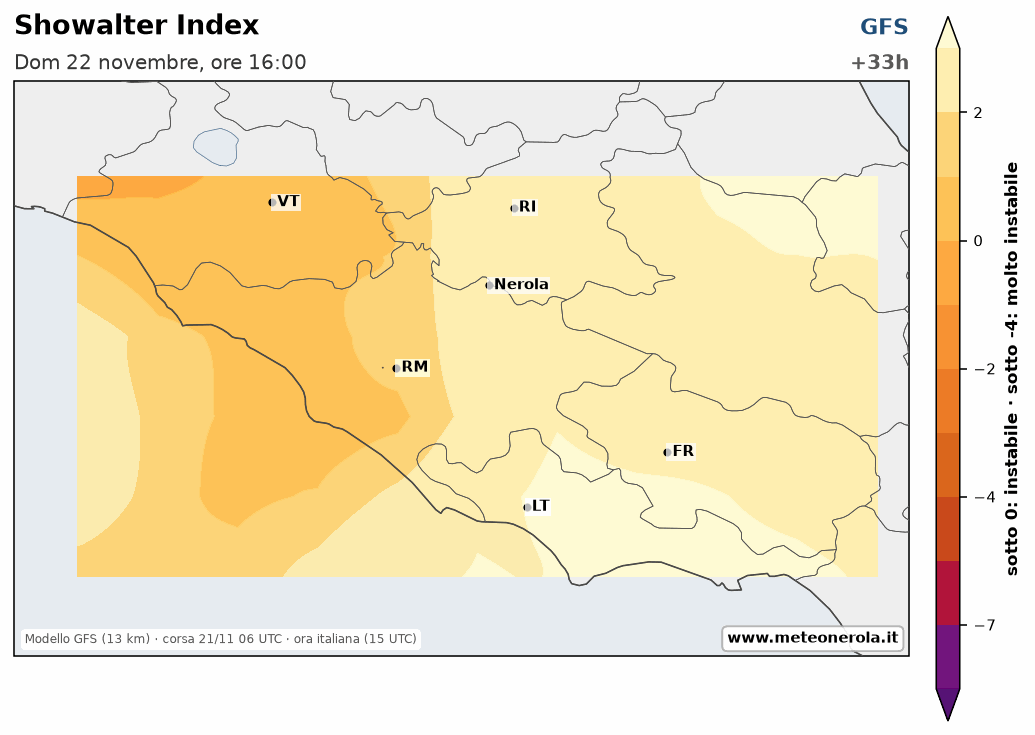 Showalter Index
GFS
Dom 22 novembre, ore 16:00
+33h
VT
RI
Nerola
RM
FR
LT
2
0
−2
−4
−7
sotto 0: instabile · sotto -4: molto instabile
Modello GFS (13 km) · corsa 21/11 06 UTC · ora italiana (15 UTC)
www.meteonerola.it